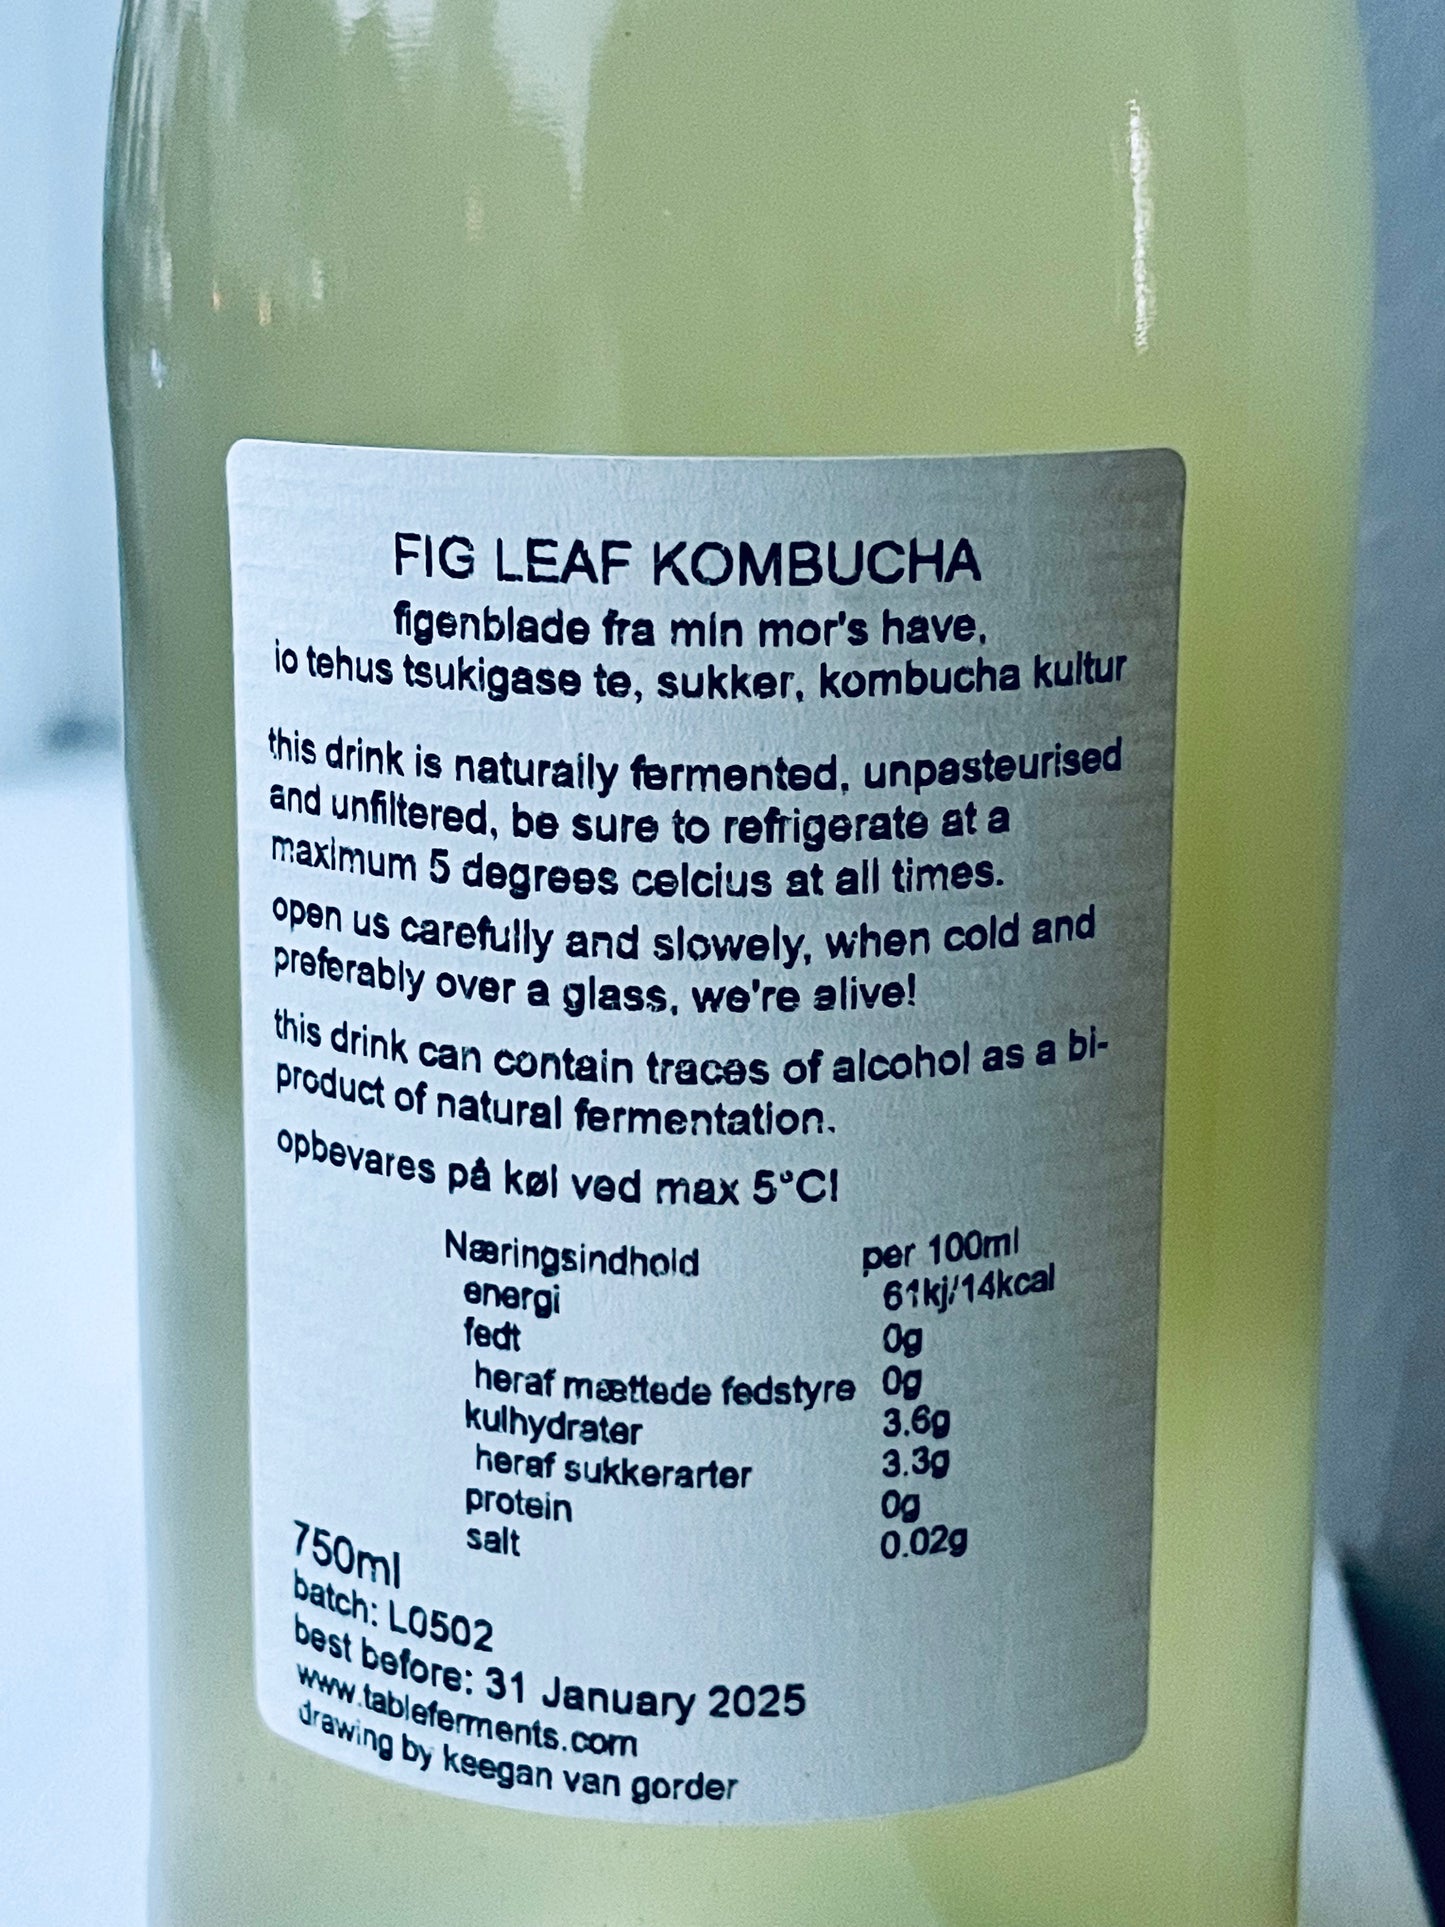 FIG LEAF KOMBUCHA
figenblade fra min mor's have,
io tehus tsukigase te, sukker, kombucha kultur
this drink is naturally fermented, unpasteurised
and unfiltered, be sure to refrigerate at a
maximum 5 degrees celcius at all times.
open us carefully and slowely, when cold and
preferably over a glass, we're alive!
this drink can contain traces of alcohol as a bi-
product of natural fermentation.
opbevares på køl ved max 5°C!
Næringsindhold per 100ml
energi 61kj/14kcal
fedt 0g
heraf mættede fedstyre 0g
kulhydrater 3.6g
heraf sukkerarter 3.3g
protein 0g
salt 0.02g
750ml
batch: L0502
best before: 31 January 2025
www.tableferments.com
drawing by keegan van gorder